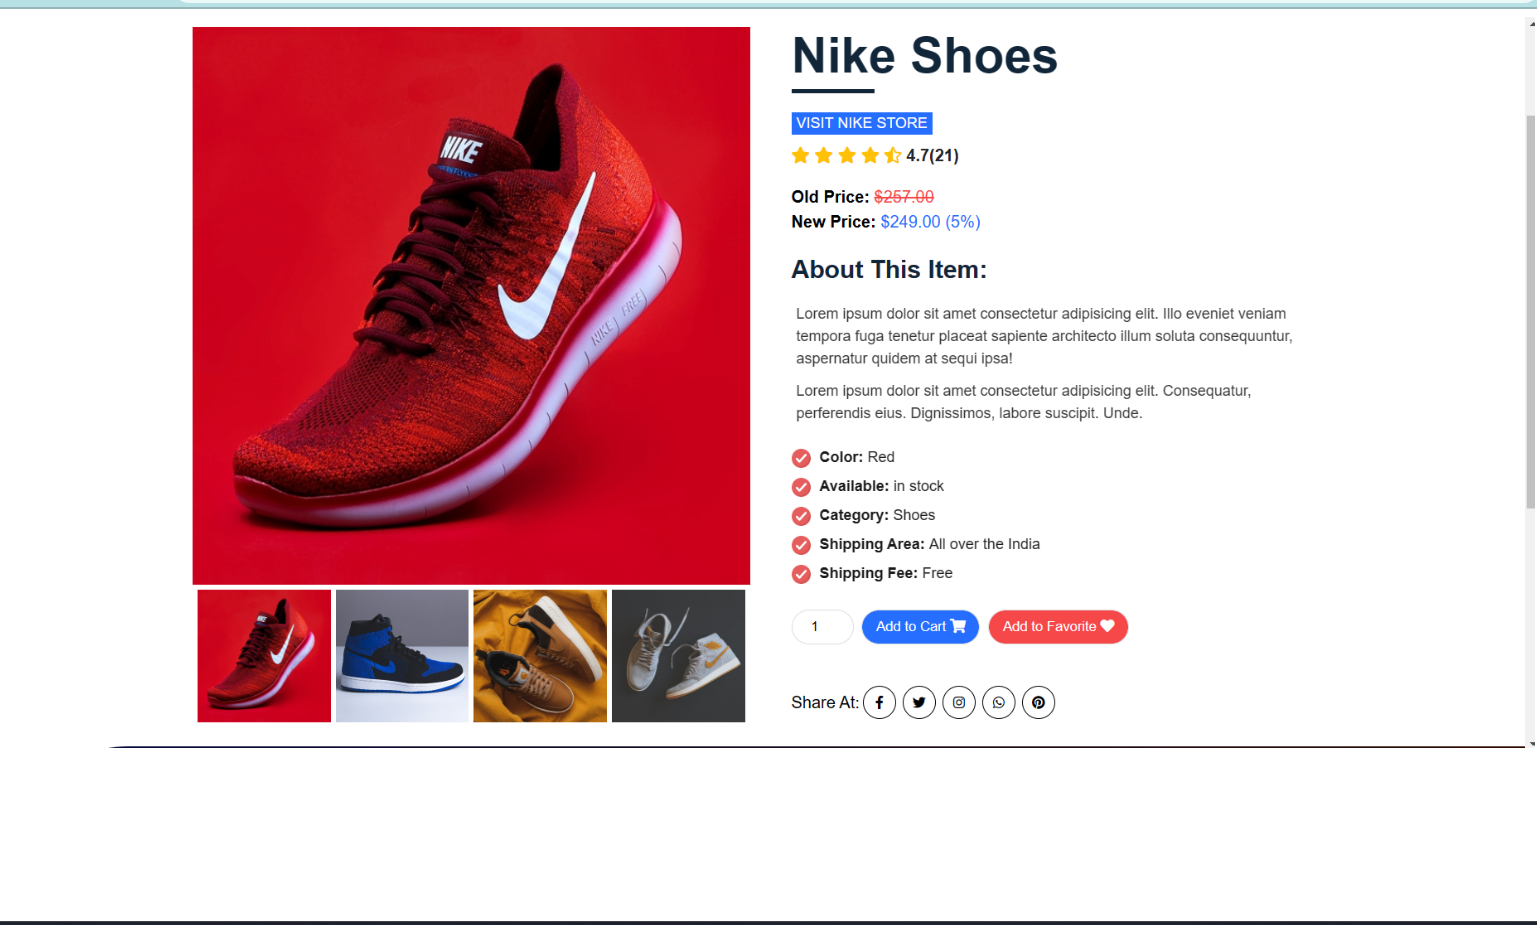 Nike Shoes
VISIT NIKE STORE
4.7(21)
Old Price: $257.00
New Price: $249.00 (5%)
About This Item:
Lorem ipsum dolor sit amet consectetur adipisicing elit. Illo eveniet veniam
tempora fuga tenetur placeat sapiente architecto illum soluta consequuntur,
aspernatur quidem at sequi ipsa!
Lorem ipsum dolor sit amet consectetur adipisicing elit. Consequatur,
perferendis eius. Dignissimos, labore suscipit. Unde.
Color: Red
Available: in stock
Category: Shoes
Shipping Area: All over the India
Shipping Fee: Free
1
Add to Cart
Add to Favorite
Share At:
NIKE
NIKE FREE
NIKE